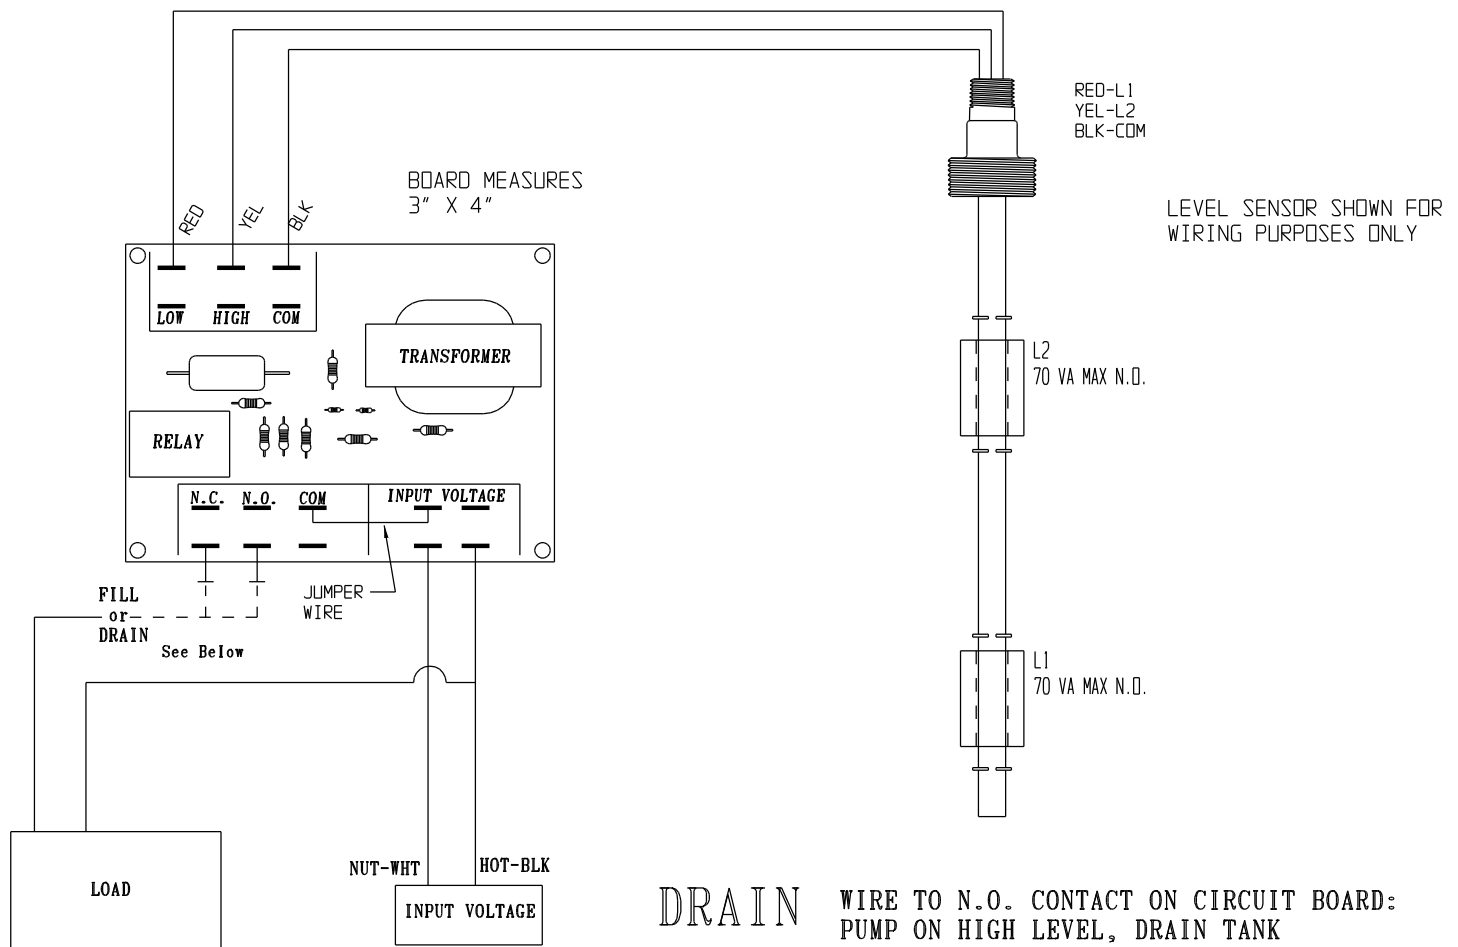 RED-L1
YEL-L2
BLK-COM
BOARD MEASURES
3" X 4"
LEVEL SENSOR SHOWN FOR
WIRING PURPOSES ONLY
RED
YEL
BLK
LOW HIGH COM
TRANSFORMER
L2
70 VA MAX N.O.
RELAY
N.C. N.O. COM INPUT VOLTAGE
JUMPER
WIRE
FILL
or
DRAIN
See Below
L1
70 VA MAX N.O.
NUT-WHT HOT-BLK
LOAD
INPUT VOLTAGE
DRAIN WIRE TO N.O. CONTACT ON CIRCUIT BOARD:
PUMP ON HIGH LEVEL, DRAIN TANK